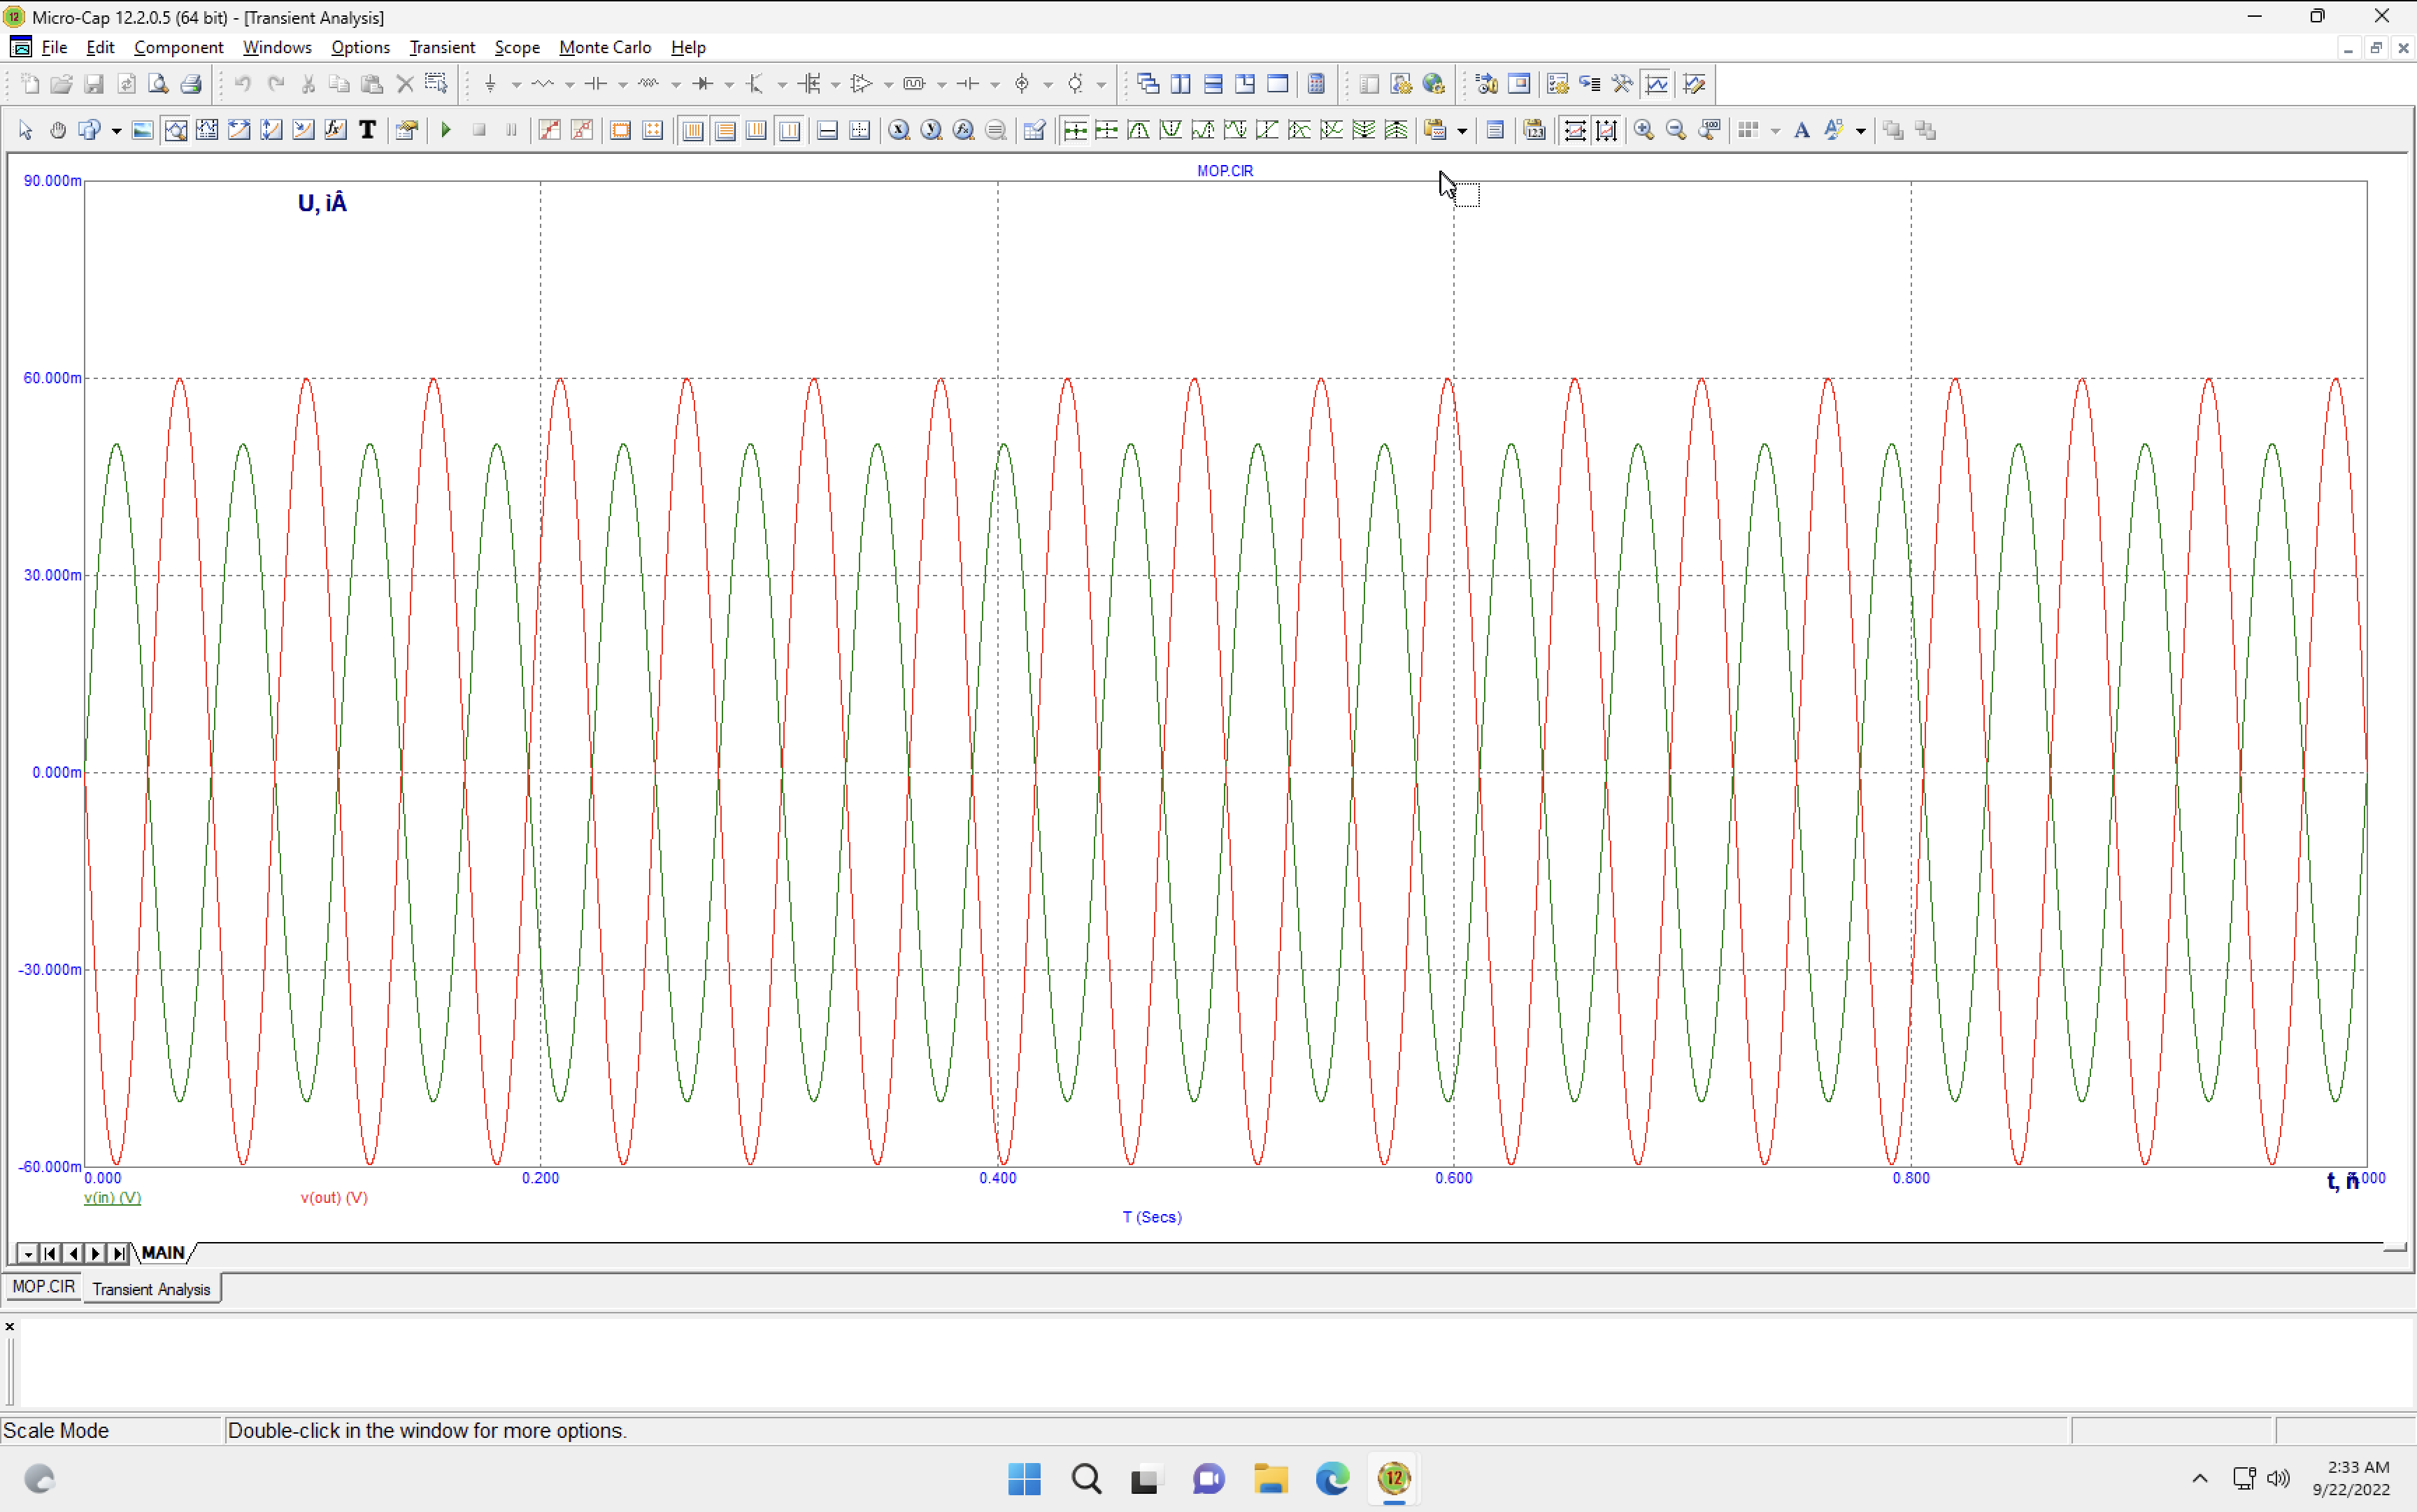 Micro-Cap 12.2.0.5 (64 bit) - [Transient Analysis]
File Edit Component Windows Options Transient Scope Monte Carlo Help
MOP.CIR
90.000m
U, ìÂ
60.000m
30.000m
0.000m
-30.000m
-60.000m
0.000 0.200 0.400 0.600 0.800
t, ñ
v(in) (V) v(out) (V)
T (Secs)
MAIN
MOP.CIR Transient Analysis
Scale Mode Double-click in the window for more options.
2:33 AM
9/22/2022